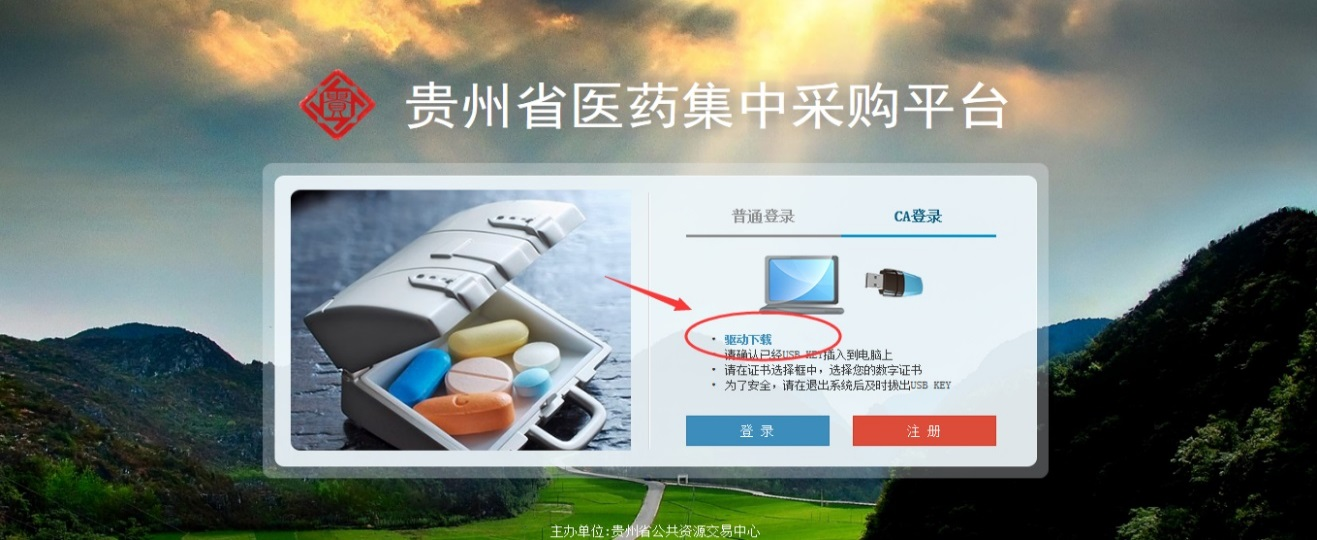 贵州省医药集中采购平台
普通登录 CA登录
驱动下载
请确认已经USB KEY插入到电脑上
请在证书选择框中，选择您的数字证书
为了安全，请在退出系统后及时拔出USB KEY
登 录 注 册
主办单位:贵州省公共资源交易中心